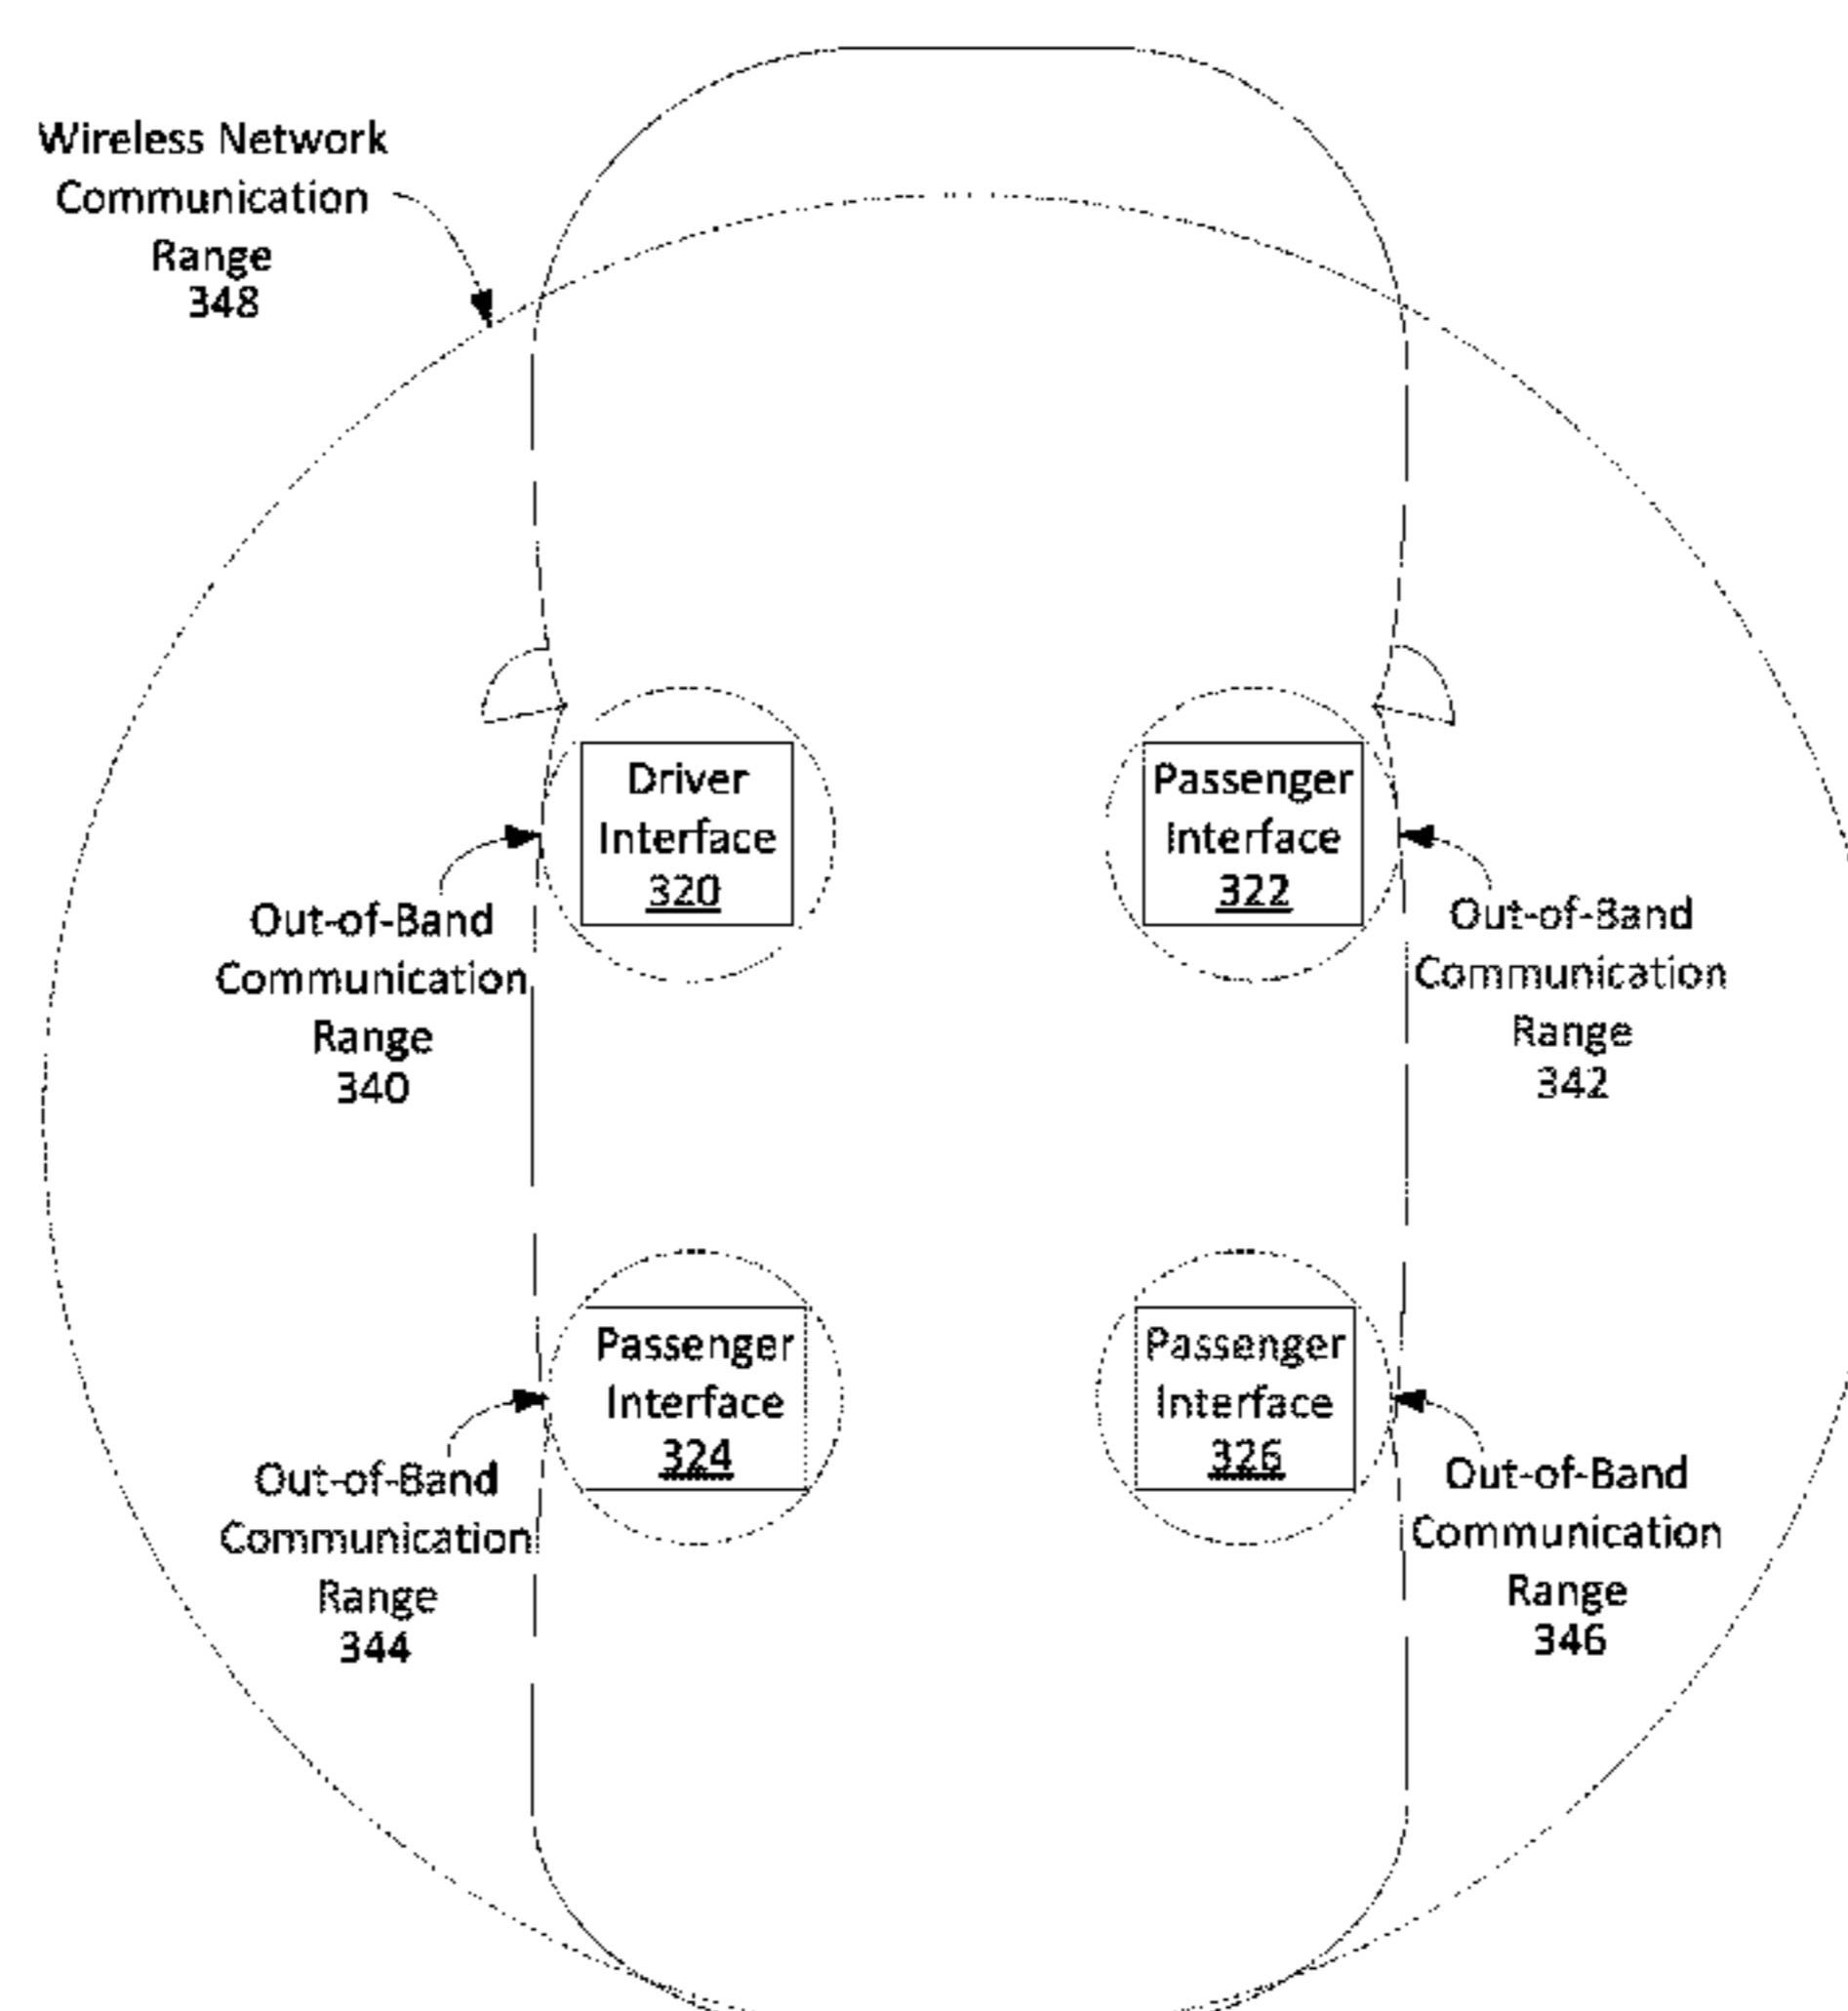 Wireless Network
Communication
Range
348
Driver
Interface
320
Passenger
Interface
322
Out-of-Band
Communication
Range
340
Out-of-Band
Communication
Range
342
Passenger
Interface
324
Passenger
Interface
326
Out-of-Band
Communication
Range
344
Out-of-Band
Communication
Range
346